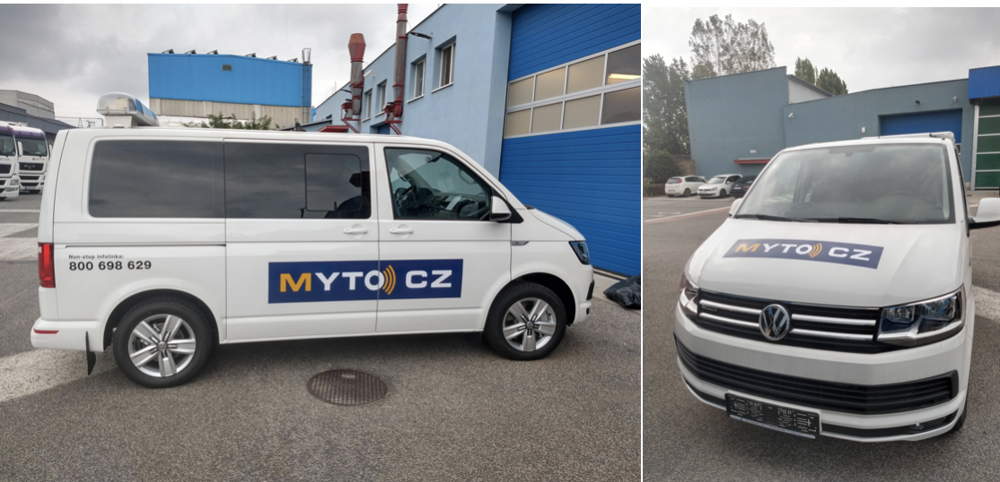 Non-stop infolinka:
800 698 629
MYTO CZ
MYTO CZ